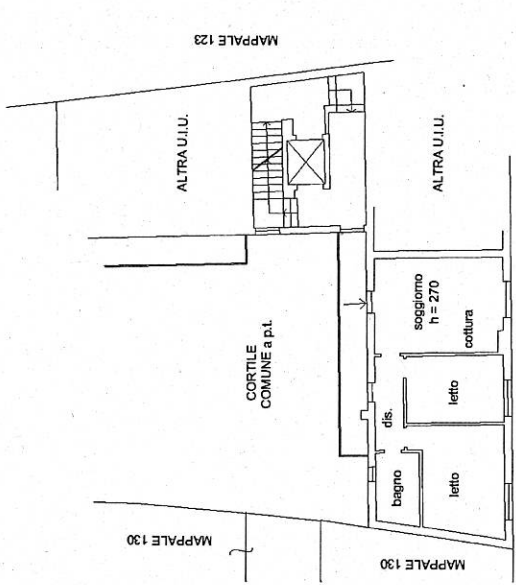 MAPPALE 123
ALTRA U.I.U.
ALTRA U.I.U.
CORTILE
COMUNE a p.t.
soggiorno
h = 270
cottura
dis.
letto
bagno
letto
MAPPALE 130
MAPPALE 130